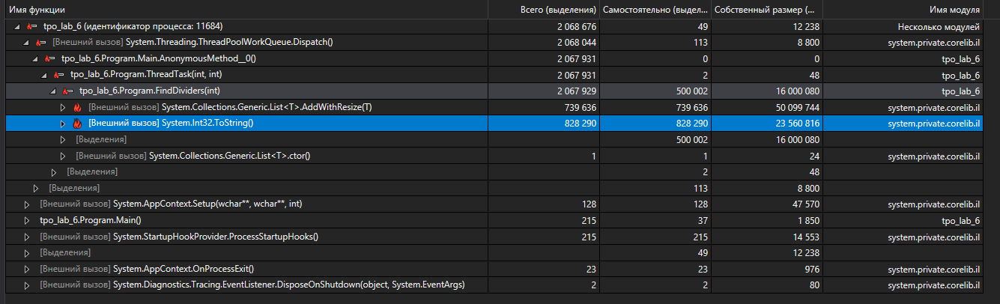 Имя функции Всего (выделения) Самостоятельно (выдел... Собственный размер (... Имя модуля
tpo_lab_6 (идентификатор процесса: 11684) 2 068 676 49 12 238 Несколько модулей
[Внешний вызов] System.Threading.ThreadPoolWorkQueue.Dispatch() 2 068 044 113 8 800 system.private.corelib.il
tpo_lab_6.Program.Main.AnonymousMethod__0() 2 067 931 0 0 tpo_lab_6
tpo_lab_6.Program.ThreadTask(int, int) 2 067 931 2 48 tpo_lab_6
tpo_lab_6.Program.FindDividers(int) 2 067 929 500 002 16 000 080 tpo_lab_6
[Внешний вызов] System.Collections.Generic.List<T>.AddWithResize(T) 739 636 739 636 50 099 744 system.private.corelib.il
[Внешний вызов] System.Int32.ToString() 828 290 828 290 23 560 816 system.private.corelib.il
[Выделения] 500 002 16 000 080
[Внешний вызов] System.Collections.Generic.List<T>.ctor() 1 1 24 system.private.corelib.il
[Выделения] 2 48
[Выделения] 113 8 800
[Внешний вызов] System.AppContext.Setup(wchar**, wchar**, int) 128 128 47 570 system.private.corelib.il
tpo_lab_6.Program.Main() 215 37 1 850 tpo_lab_6
[Внешний вызов] System.StartupHookProvider.ProcessStartupHooks() 215 215 14 553 system.private.corelib.il
[Выделения] 49 12 238
[Внешний вызов] System.AppContext.OnProcessExit() 23 23 976 system.private.corelib.il
[Внешний вызов] System.Diagnostics.Tracing.EventListener.DisposeOnShutdown(object, System.EventArgs) 2 2 80 system.private.corelib.il